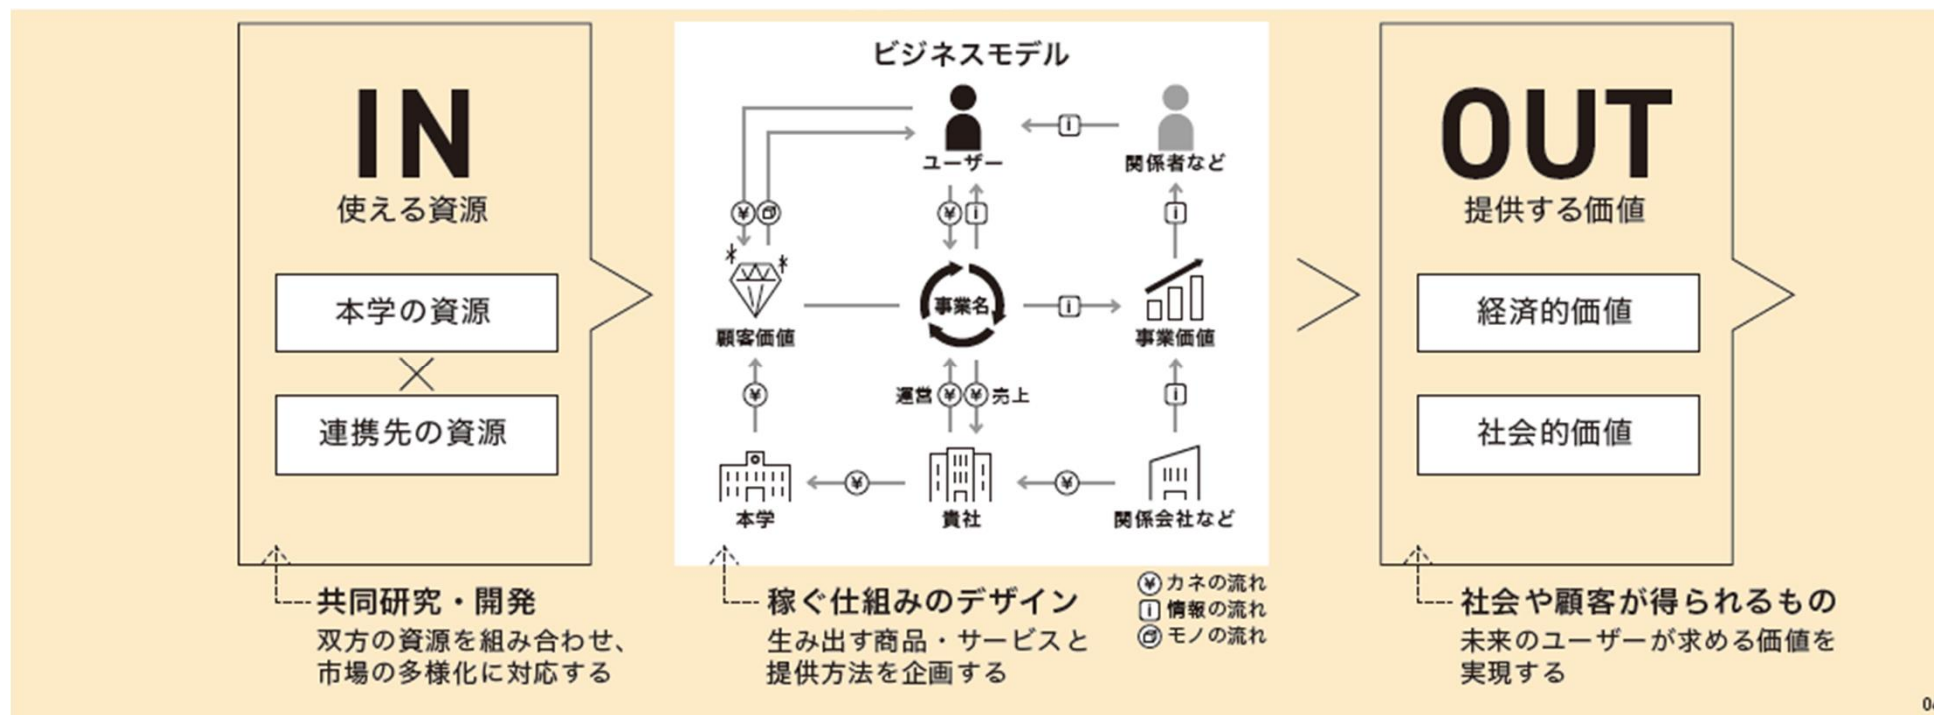 IN
使える資源
本学の資源
連携先の資源
共同研究・開発
双方の資源を組み合わせ、
市場の多様化に対応する
ビジネスモデル
ユーザー
i
関係者など
¥
¥
i
i
顧客価値
事業名
i
事業価値
¥
運営
¥
¥
売上
i
本学
¥
貴社
¥
関係会社など
稼ぐ仕組みのデザイン
生み出す商品・サービスと
提供方法を企画する
¥ カネの流れ
i 情報の流れ
モノの流れ
OUT
提供する価値
経済的価値
社会的価値
社会や顧客が得られるもの
未来のユーザーが求める価値を
実現する